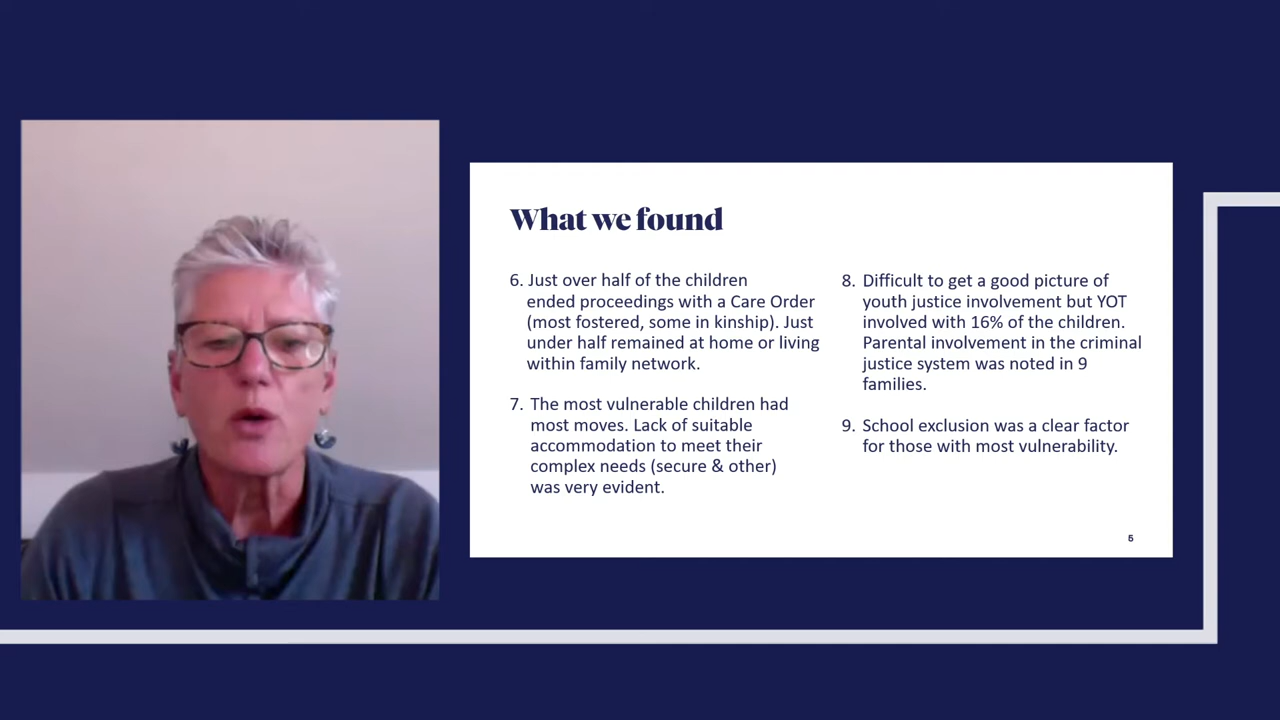 What we found
6. Just over half of the children
ended proceedings with a Care Order
(most fostered, some in kinship). Just
under half remained at home or living
within family network.
7. The most vulnerable children had
most moves. Lack of suitable
accommodation to meet their
complex needs (secure & other)
was very evident.
8. Difficult to get a good picture of
youth justice involvement but YOT
involved with 16% of the children.
Parental involvement in the criminal
justice system was noted in 9
families.
9. School exclusion was a clear factor
for those with most vulnerability.
5